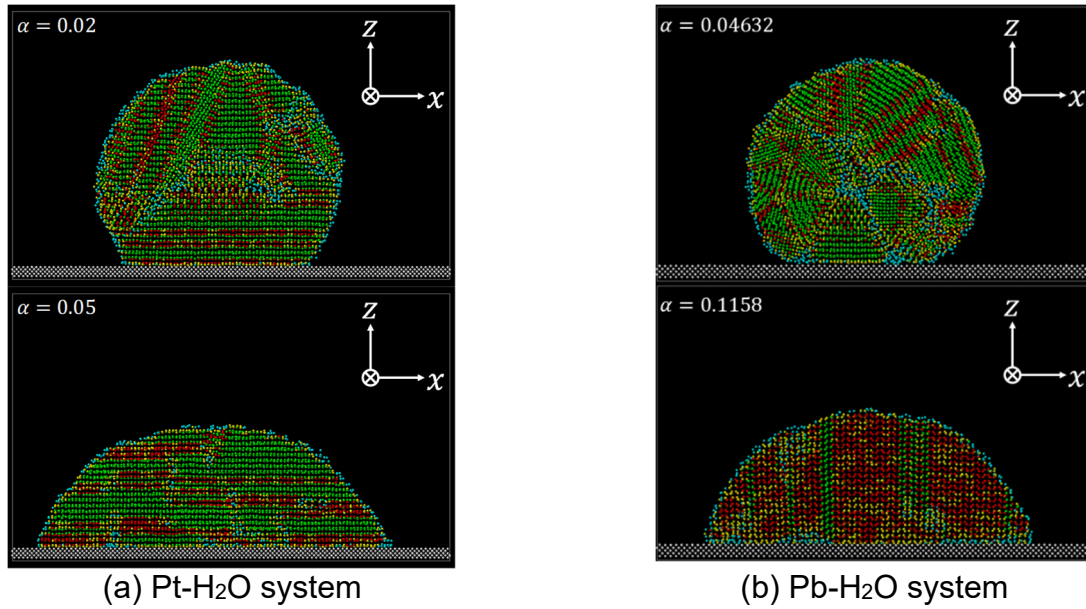 α = 0.02
z
x
α = 0.05
z
x
(a) Pt-H₂O system
α = 0.04632
z
x
α = 0.1158
z
x
(b) Pb-H₂O system